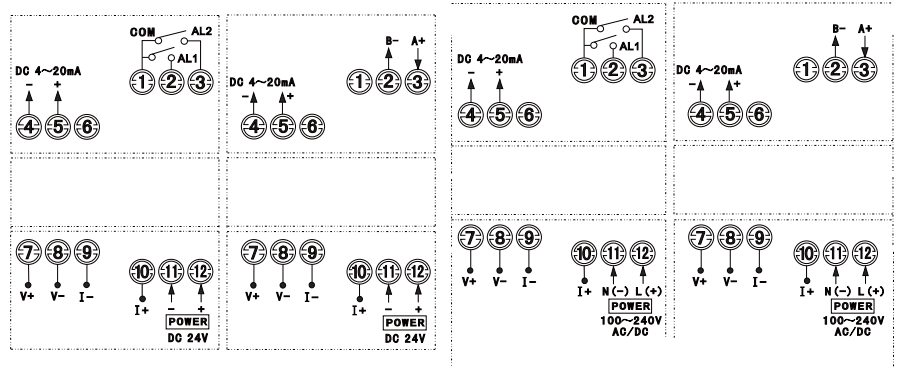 COM AL2
AL1
DC 4～20mA
- +
1 2 3
4 5 6
7 8 9
V+ V- I-
10 11 12
I+ - +
POWER
DC 24V
B- A+
DC 4～20mA
- +
1 2 3
4 5 6
7 8 9
V+ V- I-
10 11 12
I+ - +
POWER
DC 24V
COM AL2
AL1
DC 4～20mA
- +
1 2 3
4 5 6
7 8 9
V+ V- I-
10 11 12
I+ N(-) L(+)
POWER
100～240V
AC/DC
B- A+
DC 4～20mA
- +
1 2 3
4 5 6
7 8 9
V+ V- I-
10 11 12
I+ N(-) L(+)
POWER
100～240V
AC/DC